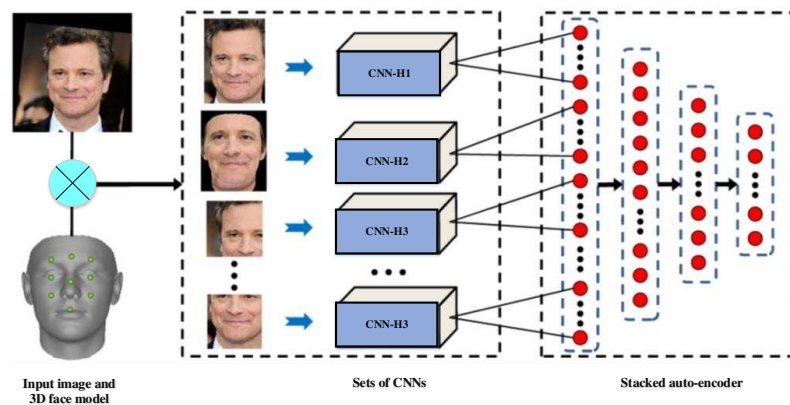 CNN-H1
CNN-H2
CNN-H3
CNN-H3
Input image and
3D face model
Sets of CNNs
Stacked auto-encoder